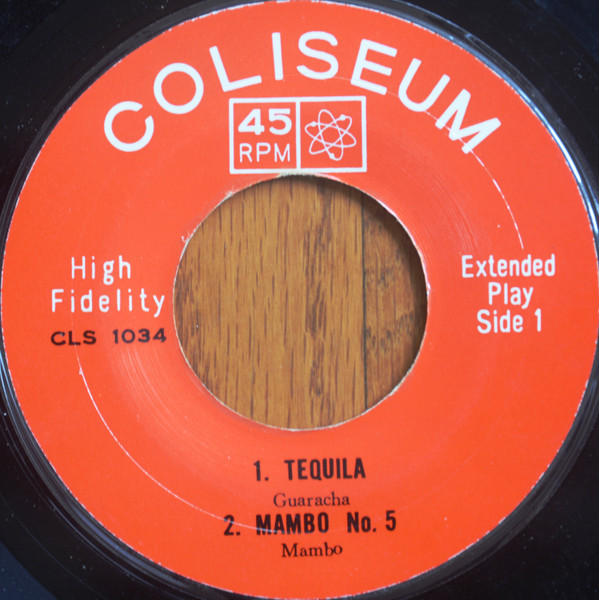 COLISEUM
45
RPM
High
Fidelity
CLS 1034
Extended
Play
Side 1
1. TEQUILA
Guaracha
2. MAMBO No. 5
Mambo